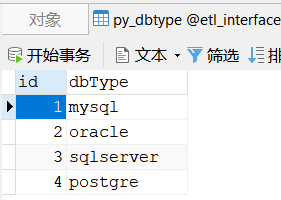 对象 py_dbtype @etl_interface
开始事务 文本 筛选
id dbType
1 mysql
2 oracle
3 sqlserver
4 postgre